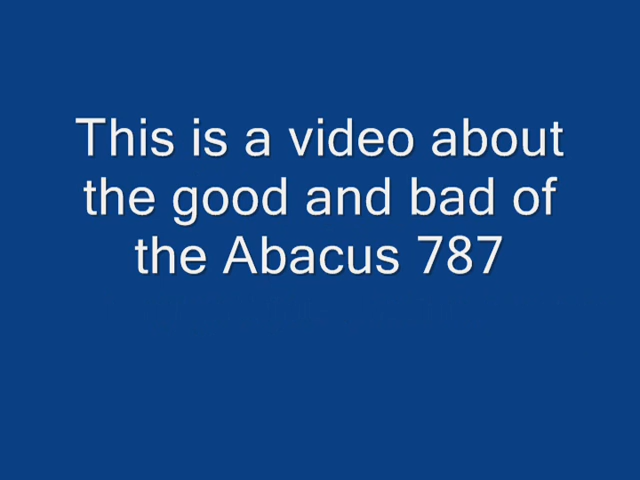 This is a video about
the good and bad of
the Abacus 787